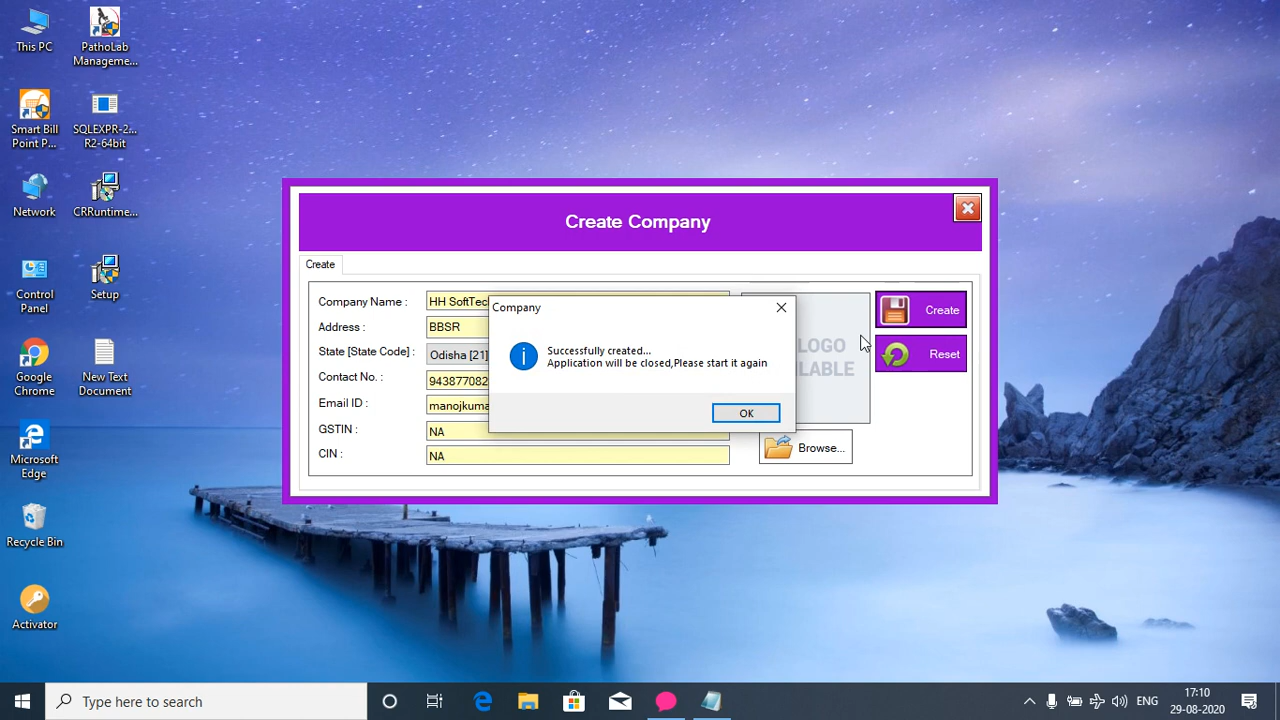 This PC
PathoLab
Manageme...
Smart Bill
Point P...
SQLEXPR-2...
R2-64bit
Network
CRRuntime...
Control
Panel
Setup
Google
Chrome
New Text
Document
Microsoft
Edge
Recycle Bin
Activator
Create Company
Create
Company Name :
HH SoftTec
Address :
BBSR
State [State Code] :
Odisha [21]
Contact No. :
943877082
Email ID :
manojkuma
GSTIN :
NA
CIN :
NA
LOGO
ILABLE
Create
Reset
Browse...
Company
Successfully created...
Application will be closed,Please start it again
OK
Type here to search
ENG
17:10
29-08-2020